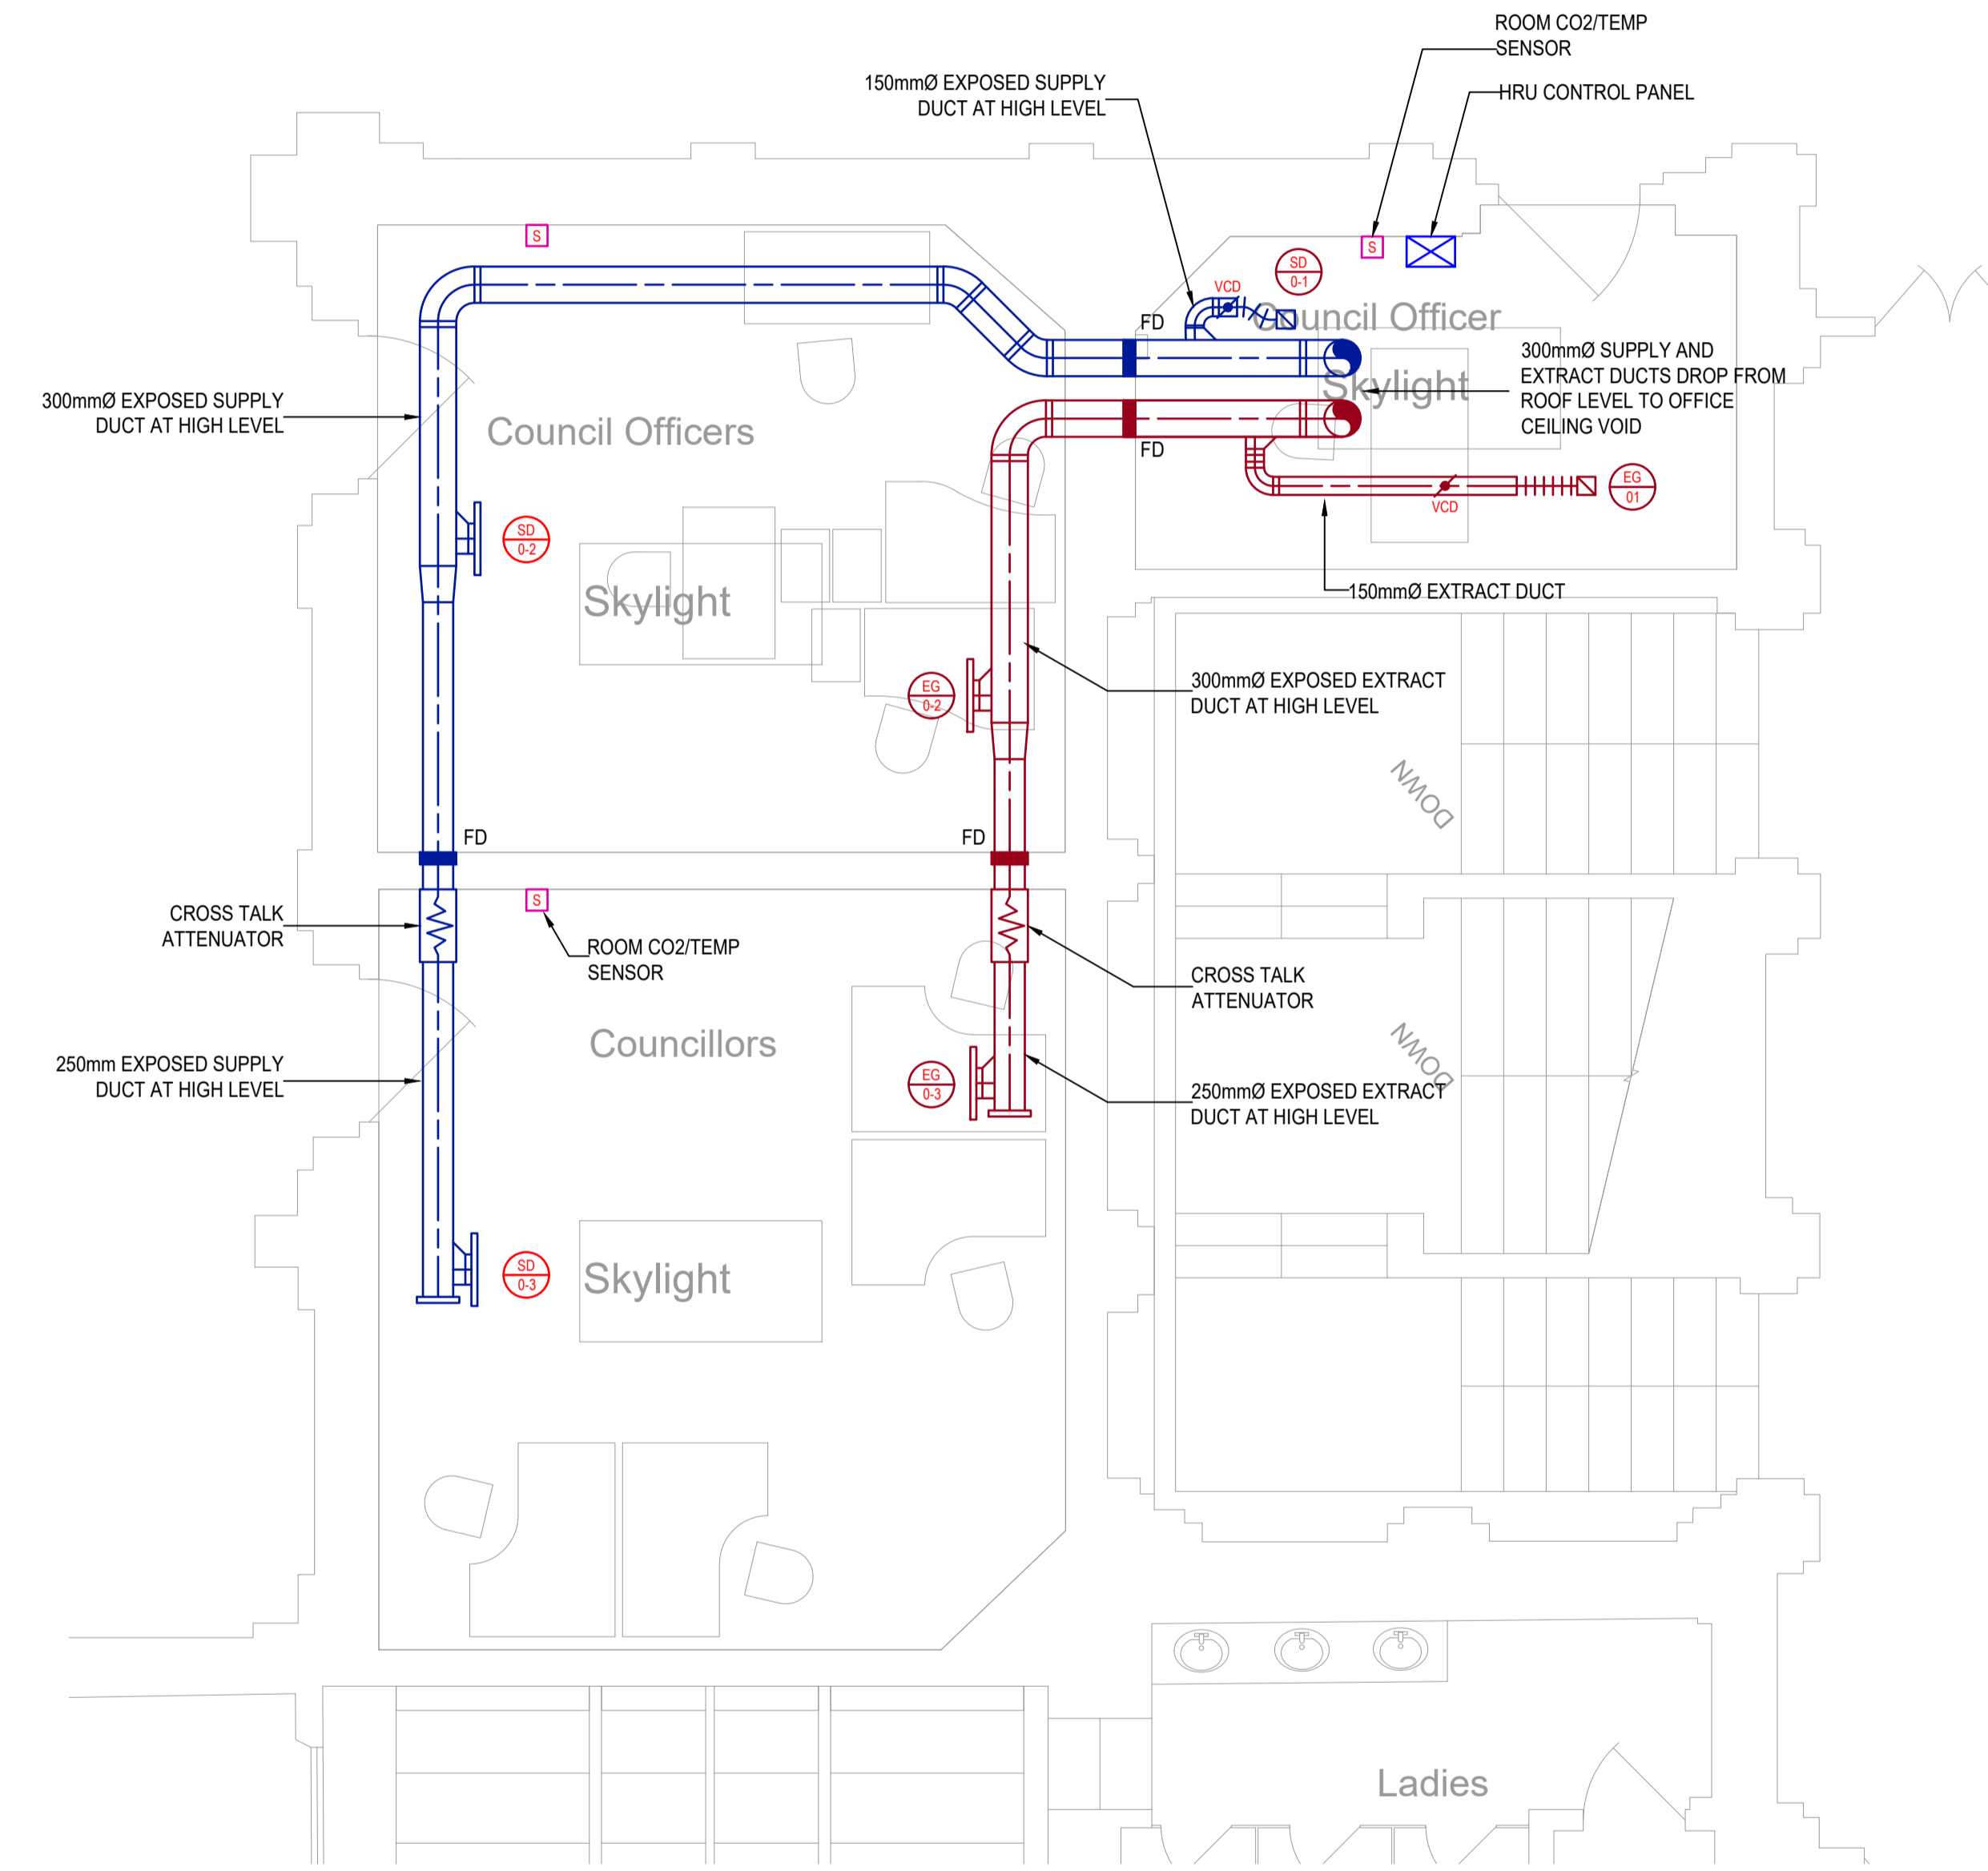 ROOM CO2/TEMP
SENSOR
150mmØ EXPOSED SUPPLY
DUCT AT HIGH LEVEL
HRU CONTROL PANEL
S
S
SD
0-1
VCD
Council Officer
FD
300mmØ SUPPLY AND
EXTRACT DUCTS DROP FROM
ROOF LEVEL TO OFFICE
CEILING VOID
Skylight
300mmØ EXPOSED SUPPLY
DUCT AT HIGH LEVEL
Council Officers
FD
EG
01
VCD
SD
0-2
Skylight
150mmØ EXTRACT DUCT
EG
0-2
300mmØ EXPOSED EXTRACT
DUCT AT HIGH LEVEL
DOWN
FD
FD
S
CROSS TALK
ATTENUATOR
ROOM CO2/TEMP
SENSOR
CROSS TALK
ATTENUATOR
Councillors
DOWN
250mm EXPOSED SUPPLY
DUCT AT HIGH LEVEL
EG
0-3
250mmØ EXPOSED EXTRACT
DUCT AT HIGH LEVEL
SD
0-3
Skylight
Ladies